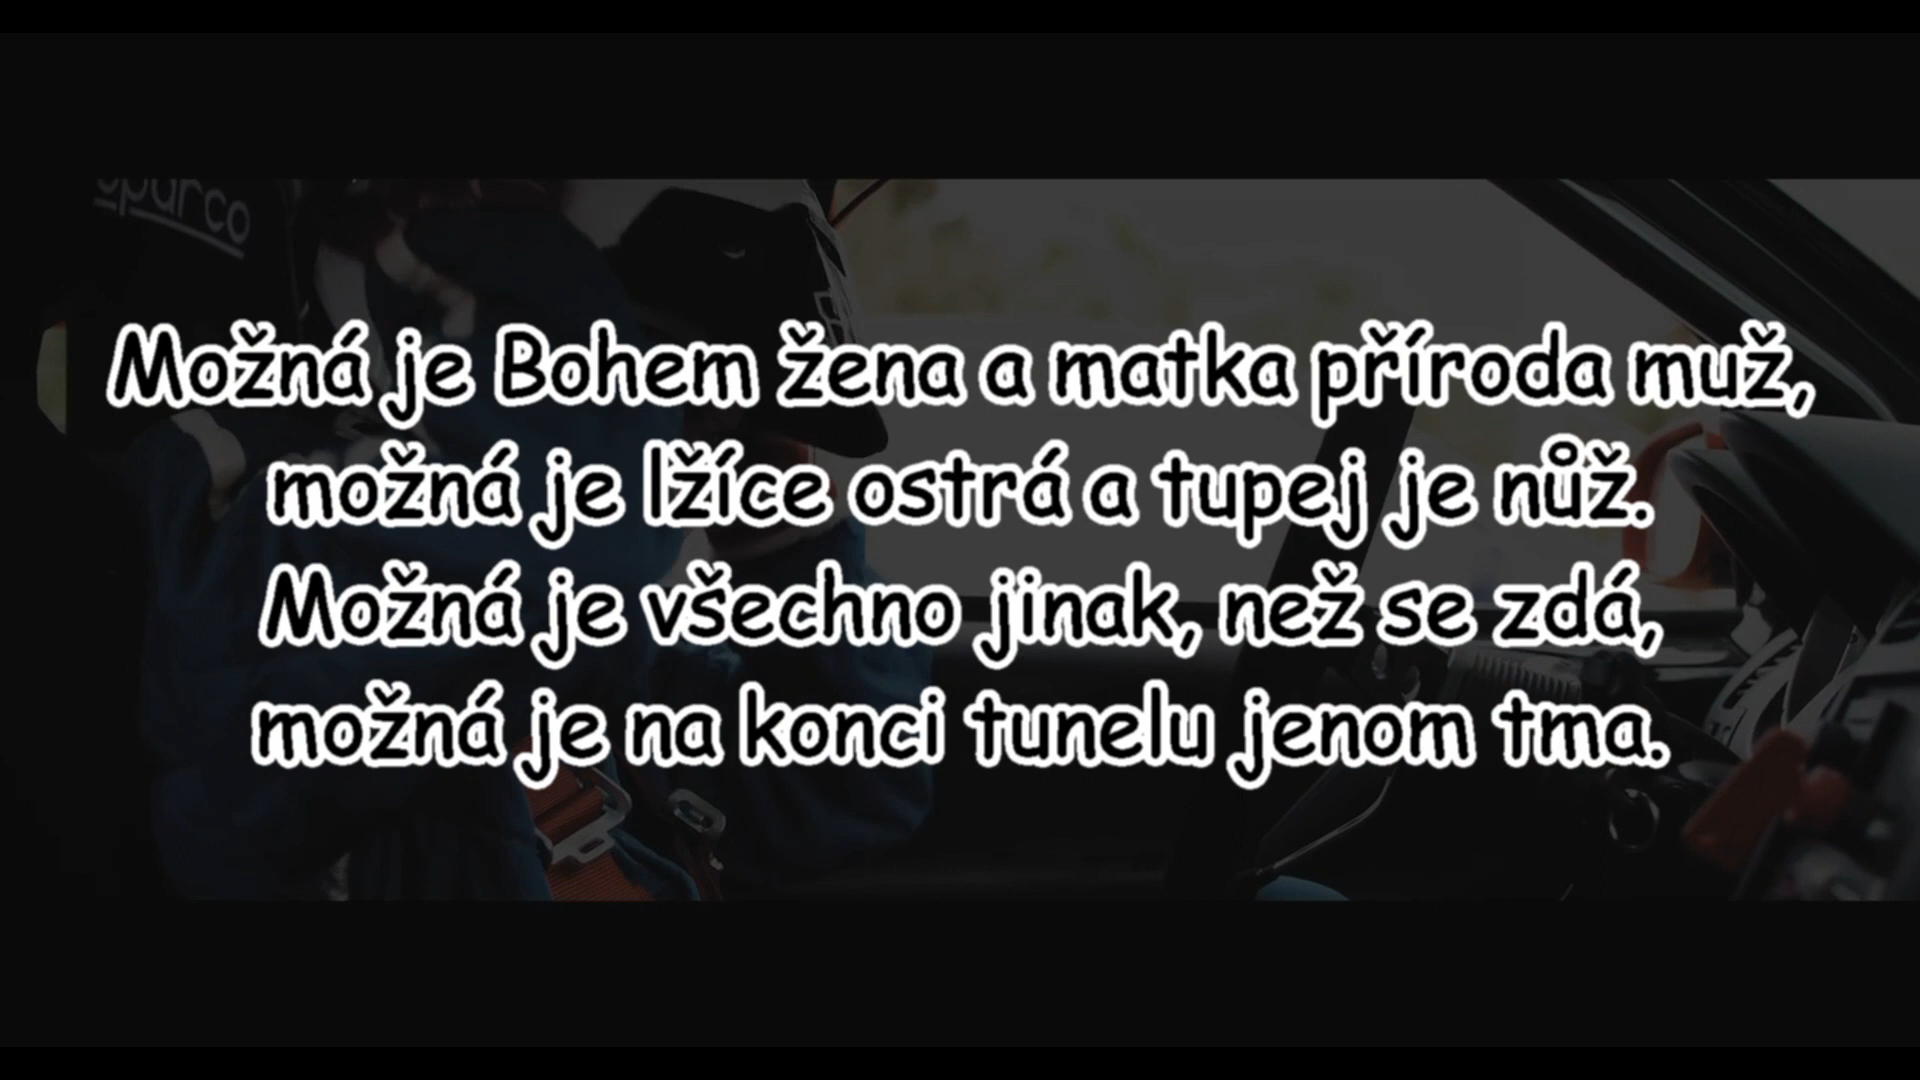 sparco
Možná je Bohem žena a matka příroda muž,
možná je lžíce ostrá a tupej je nůž.
Možná je všechno jinak, než se zdá,
možná je na konci tunelu jenom tma.